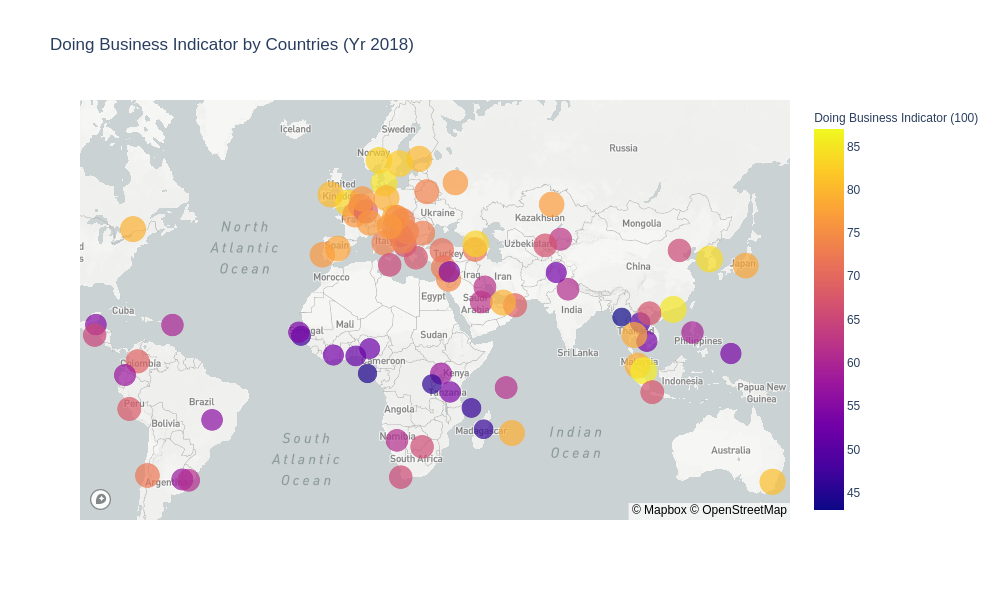 Doing Business Indicator by Countries (Yr 2018)
Doing Business Indicator (100)
85
80
75
70
65
60
55
50
45
Iceland
Sweden
Norway
Russia
United
Kingdom
Ukraine
Kazakhstan
Mongolia
North
Atlantic
Ocean
Spain
Turkey
Uzbekistan
China
Japan
Morocco
Iraq
Iran
Egypt
Saudi
Arabia
India
Cuba
Mali
Sudan
Thailand
Philippines
Sri Lanka
Colombia
Cameroon
Kenya
Malaysia
Indonesia
Papua New
Guinea
Tanzania
Peru
Brazil
Angola
Bolivia
Madagascar
Namibia
South
Atlantic
Ocean
Indian
Ocean
Australia
South Africa
Argentina
© Mapbox © OpenStreetMap